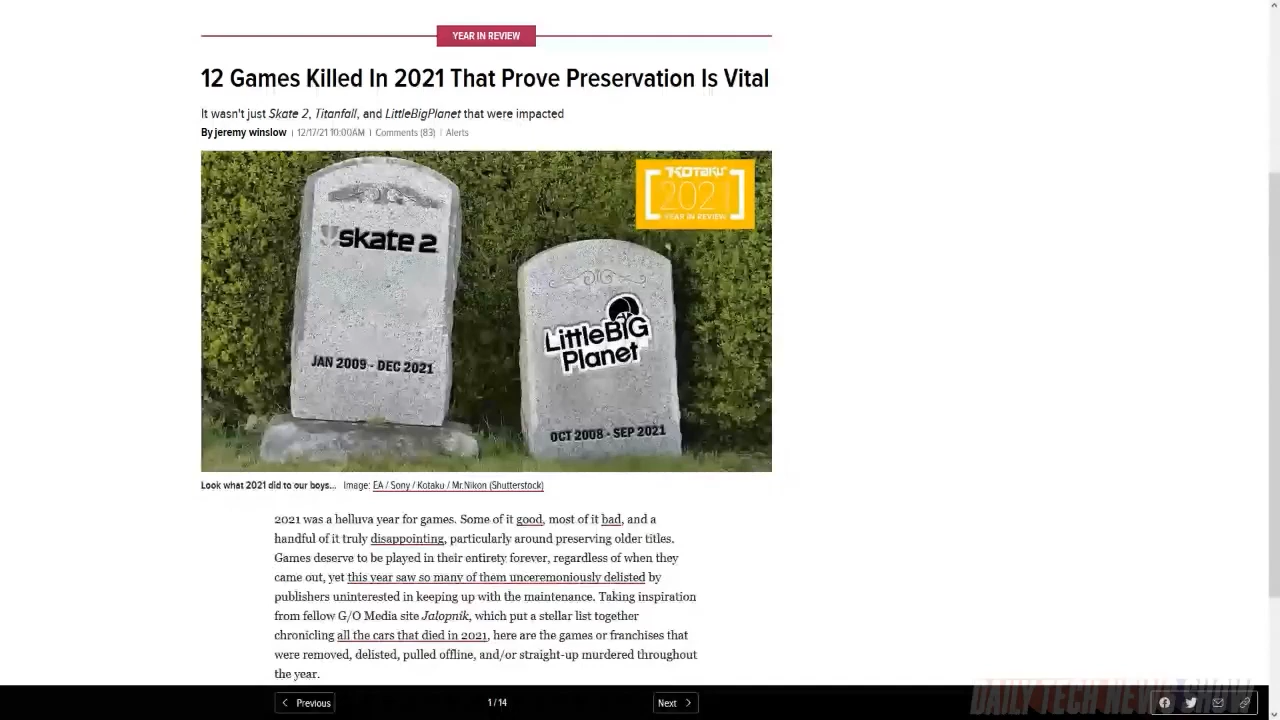 YEAR IN REVIEW
12 Games Killed In 2021 That Prove Preservation Is Vital
It wasn't just Skate 2, Titanfall, and LittleBigPlanet that were impacted
By jeremy winslow | 12/17/21 10:00AM | Comments (83) | Alerts
KOTAKU
2021
YEAR IN REVIEW
skate 2
JAN 2009 - DEC 2021
LittleBIG
Planet
OCT 2008 - SEP 2021
Look what 2021 did to our boys... Image: EA / Sony / Kotaku / Mr.Nikon (Shutterstock)
2021 was a helluva year for games. Some of it good, most of it bad, and a
handful of it truly disappointing, particularly around preserving older titles.
Games deserve to be played in their entirety forever, regardless of when they
came out, yet this year saw so many of them unceremoniously delisted by
publishers uninterested in keeping up with the maintenance. Taking inspiration
from fellow G/O Media site Jalopnik, which put a stellar list together
chronicling all the cars that died in 2021, here are the games or franchises that
were removed, delisted, pulled offline, and/or straight-up murdered throughout
the year.
Previous
1 / 14
Next
DAILY TECH NEWS SHOW